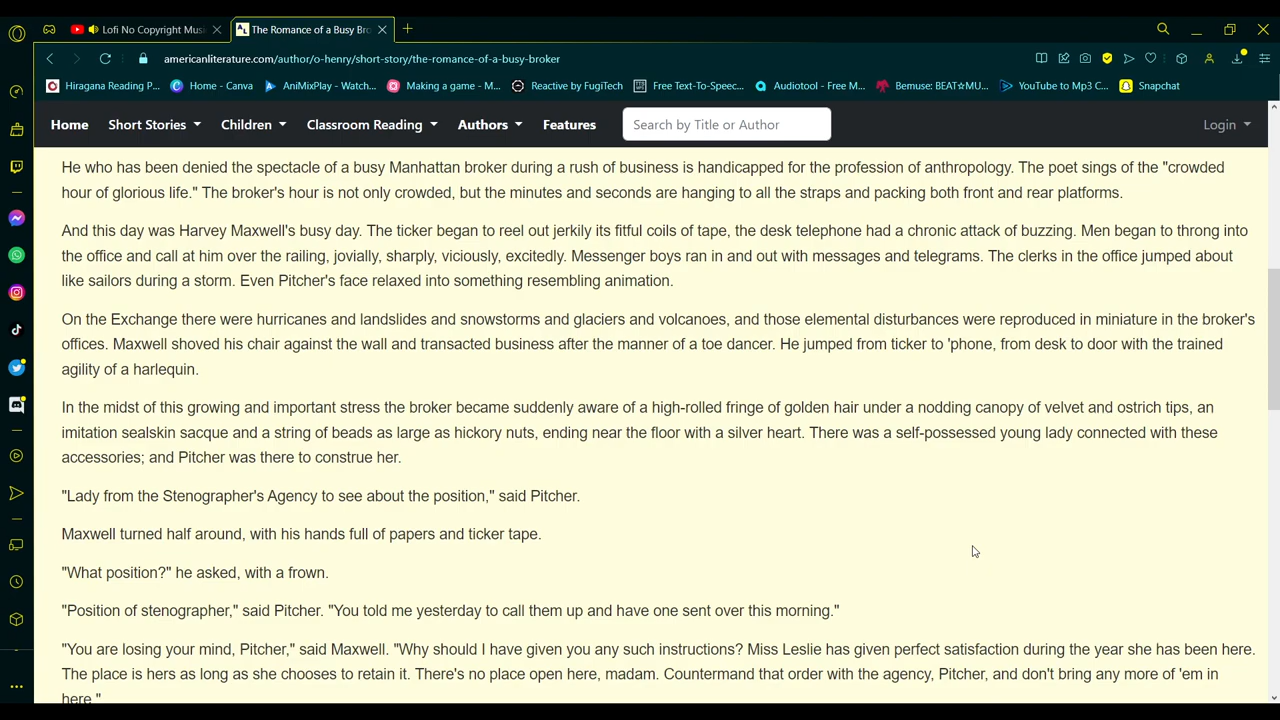 Lofi No Copyright Musi
The Romance of a Busy Bro
americanliterature.com/author/o-henry/short-story/the-romance-of-a-busy-broker
Hiragana Reading P...
Home - Canva
AniMixPlay - Watch...
Making a game - M...
Reactive by FugiTech
Free Text-To-Speec...
Audiotool - Free M...
Bemuse: BEAT☆MU...
YouTube to Mp3 C...
Snapchat
Home
Short Stories
Children
Classroom Reading
Authors
Features
Search by Title or Author
Login
He who has been denied the spectacle of a busy Manhattan broker during a rush of business is handicapped for the profession of anthropology. The poet sings of the "crowded
hour of glorious life." The broker's hour is not only crowded, but the minutes and seconds are hanging to all the straps and packing both front and rear platforms.
And this day was Harvey Maxwell's busy day. The ticker began to reel out jerkily its fitful coils of tape, the desk telephone had a chronic attack of buzzing. Men began to throng into
the office and call at him over the railing, jovially, sharply, viciously, excitedly. Messenger boys ran in and out with messages and telegrams. The clerks in the office jumped about
like sailors during a storm. Even Pitcher's face relaxed into something resembling animation.
On the Exchange there were hurricanes and landslides and snowstorms and glaciers and volcanoes, and those elemental disturbances were reproduced in miniature in the broker's
offices. Maxwell shoved his chair against the wall and transacted business after the manner of a toe dancer. He jumped from ticker to 'phone, from desk to door with the trained
agility of a harlequin.
In the midst of this growing and important stress the broker became suddenly aware of a high-rolled fringe of golden hair under a nodding canopy of velvet and ostrich tips, an
imitation sealskin sacque and a string of beads as large as hickory nuts, ending near the floor with a silver heart. There was a self-possessed young lady connected with these
accessories; and Pitcher was there to construe her.
"Lady from the Stenographer's Agency to see about the position," said Pitcher.
Maxwell turned half around, with his hands full of papers and ticker tape.
"What position?" he asked, with a frown.
"Position of stenographer," said Pitcher. "You told me yesterday to call them up and have one sent over this morning."
"You are losing your mind, Pitcher," said Maxwell. "Why should I have given you any such instructions? Miss Leslie has given perfect satisfaction during the year she has been here.
The place is hers as long as she chooses to retain it. There's no place open here, madam. Countermand that order with the agency, Pitcher, and don't bring any more of 'em in
here."